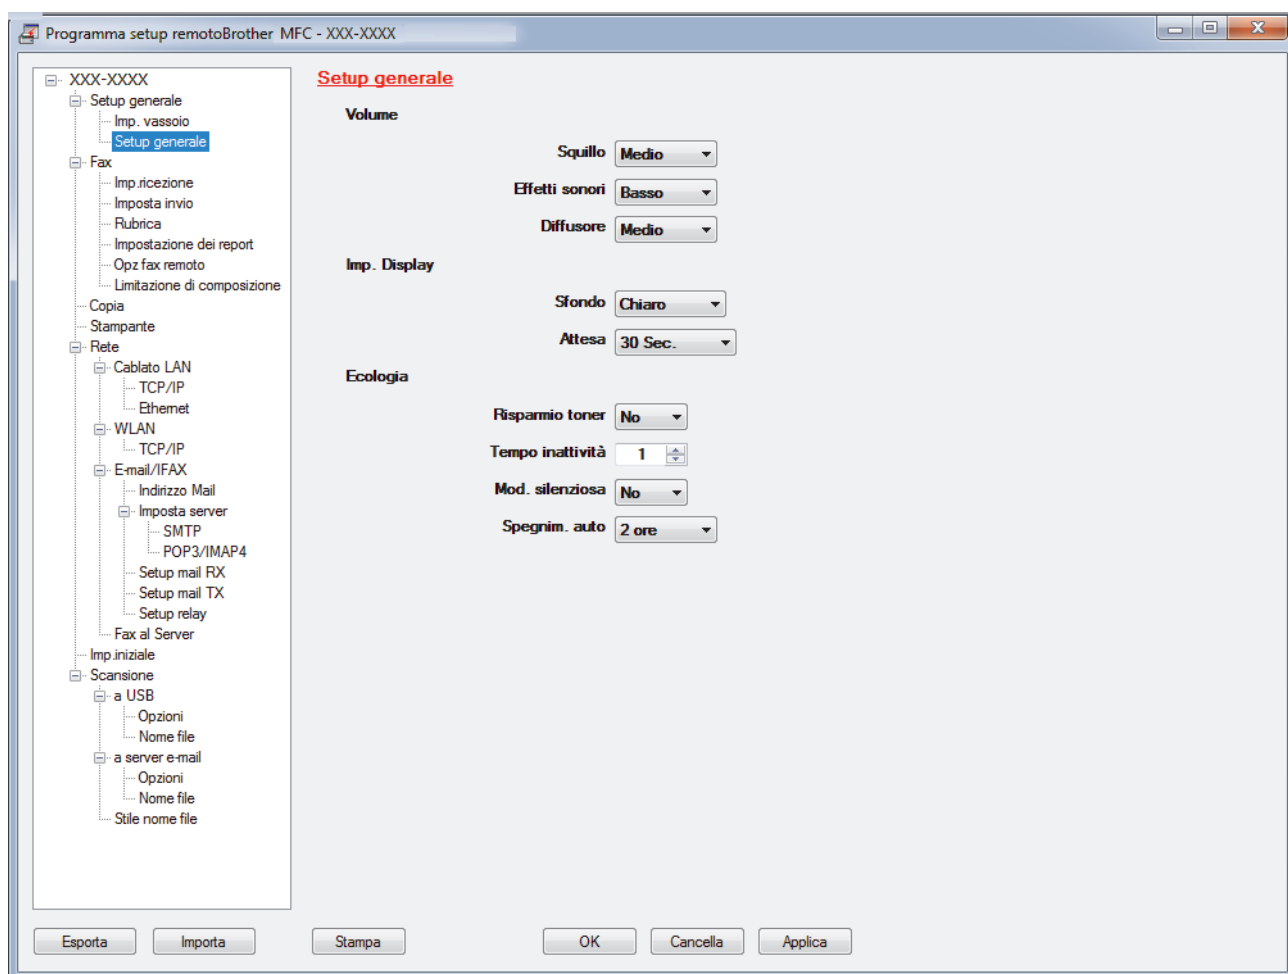 Programma setup remotoBrother MFC - XXX-XXXX
XXX-XXXX
Setup generale
Imp. vassoio
Setup generale
Fax
Imp.ricezione
Imposta invio
Rubrica
Impostazione dei report
Opz fax remoto
Limitazione di composizione
Copia
Stampante
Rete
Cablato LAN
TCP/IP
Ethernet
WLAN
TCP/IP
E-mail/IFAX
Indirizzo Mail
Imposta server
SMTP
POP3/IMAP4
Setup mail RX
Setup mail TX
Setup relay
Fax al Server
Imp.iniziale
Scansione
a USB
Opzioni
Nome file
a server e-mail
Opzioni
Nome file
Stile nome file
Setup generale
Volume
Squillo Medio
Effetti sonori Basso
Diffusore Medio
Imp. Display
Sfondo Chiaro
Attesa 30 Sec.
Ecologia
Risparmio toner No
Tempo inattività 1
Mod. silenziosa No
Spegnim. auto 2 ore
Esporta Importa Stampa OK Cancella Applica